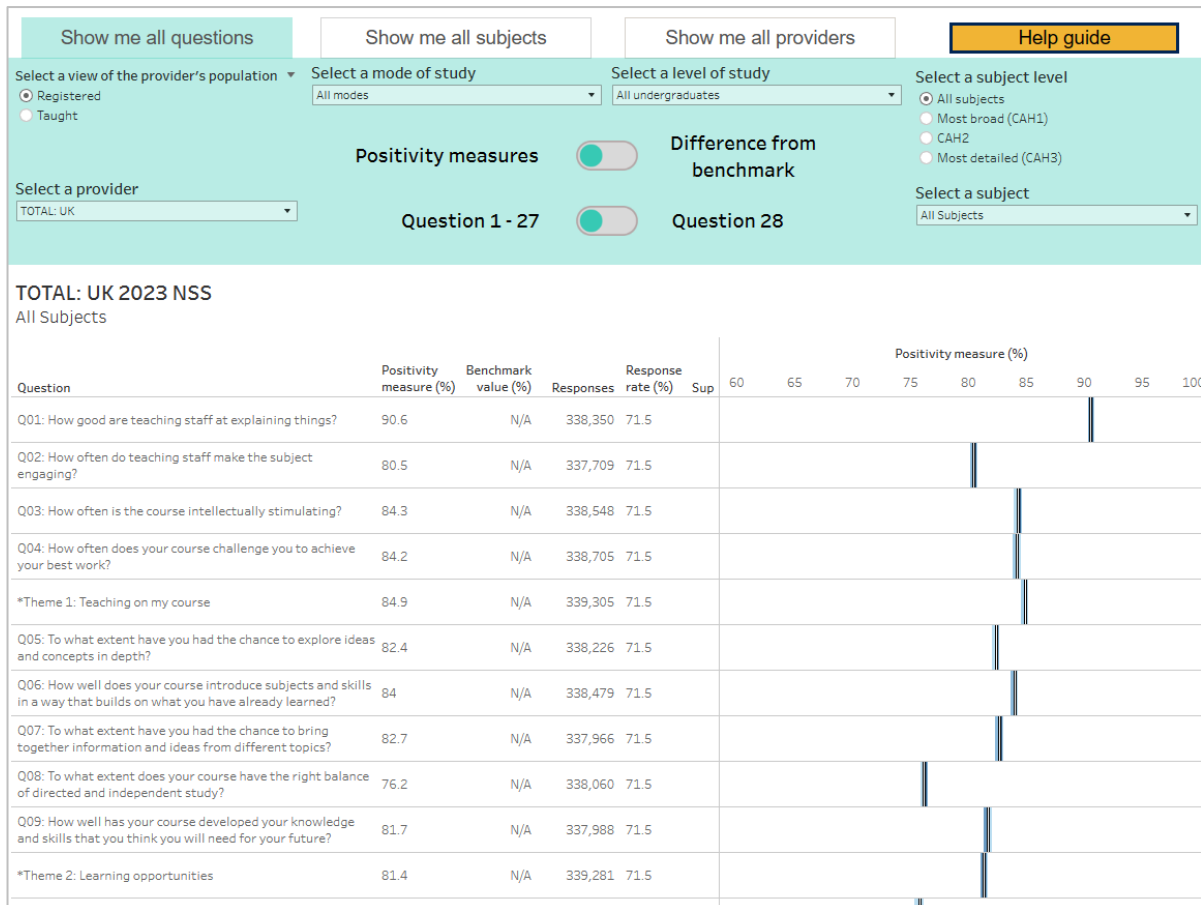 Show me all questions
Show me all subjects
Show me all providers
Help guide
Select a view of the provider's population
Registered
Taught
Select a mode of study
All modes
Select a level of study
All undergraduates
Select a subject level
All subjects
Most broad (CAH1)
CAH2
Most detailed (CAH3)
Positivity measures
Difference from
benchmark
Select a provider
TOTAL: UK
Question 1 - 27
Question 28
Select a subject
All Subjects
TOTAL: UK 2023 NSS
All Subjects
Positivity measure (%)
Question
Positivity
measure (%)
Benchmark
value (%)
Responses
Response
rate (%)
Sup
60 65 70 75 80 85 90 95 100
Q01: How good are teaching staff at explaining things? 90.6 N/A 338,350 71.5
Q02: How often do teaching staff make the subject
engaging? 80.5 N/A 337,709 71.5
Q03: How often is the course intellectually stimulating? 84.3 N/A 338,548 71.5
Q04: How often does your course challenge you to achieve
your best work? 84.2 N/A 338,705 71.5
*Theme 1: Teaching on my course 84.9 N/A 339,305 71.5
Q05: To what extent have you had the chance to explore ideas
and concepts in depth? 82.4 N/A 338,226 71.5
Q06: How well does your course introduce subjects and skills
in a way that builds on what you have already learned? 84 N/A 338,479 71.5
Q07: To what extent have you had the chance to bring
together information and ideas from different topics? 82.7 N/A 337,966 71.5
Q08: To what extent does your course have the right balance
of directed and independent study? 76.2 N/A 338,060 71.5
Q09: How well has your course developed your knowledge
and skills that you think you will need for your future? 81.7 N/A 337,988 71.5
*Theme 2: Learning opportunities 81.4 N/A 339,281 71.5